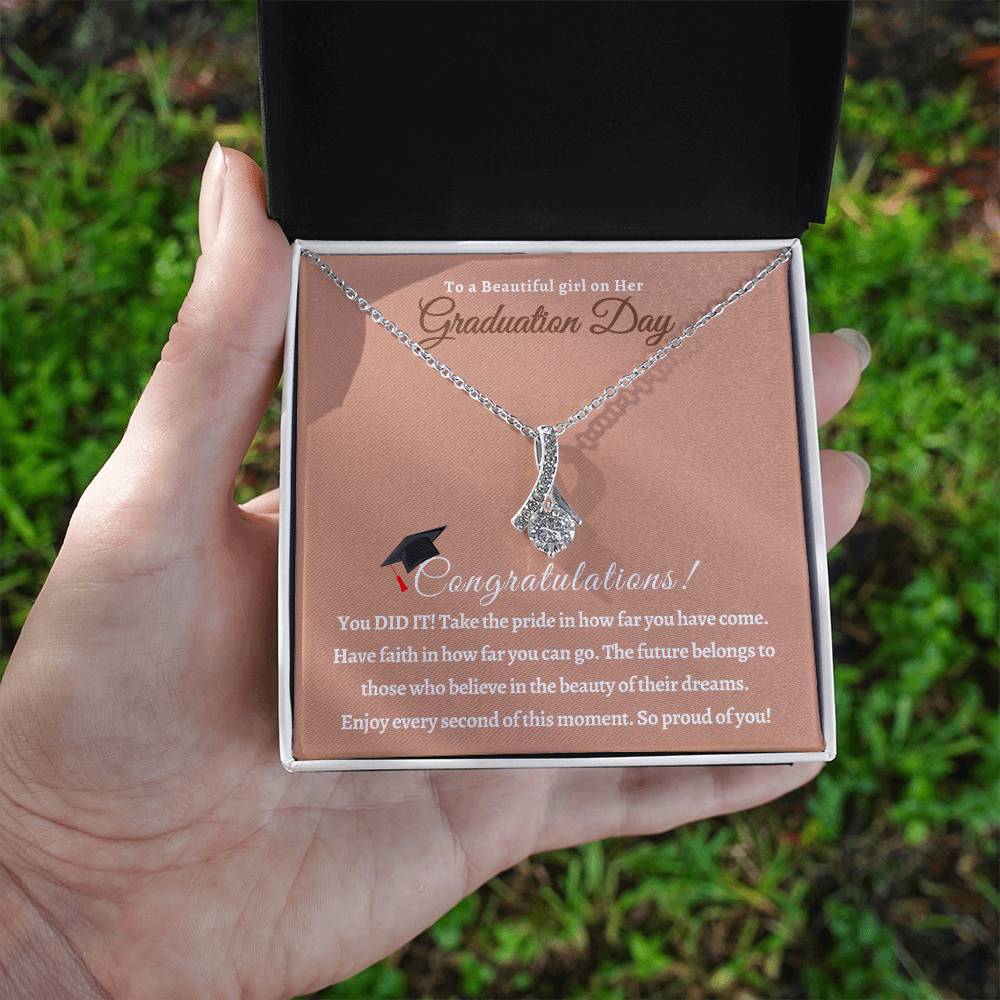 To a Beautiful girl on Her
Graduation Day
Congratulations!
You DID IT! Take the pride in how far you have come.
Have faith in how far you can go. The future belongs to
those who believe in the beauty of their dreams.
Enjoy every second of this moment. So proud of you!